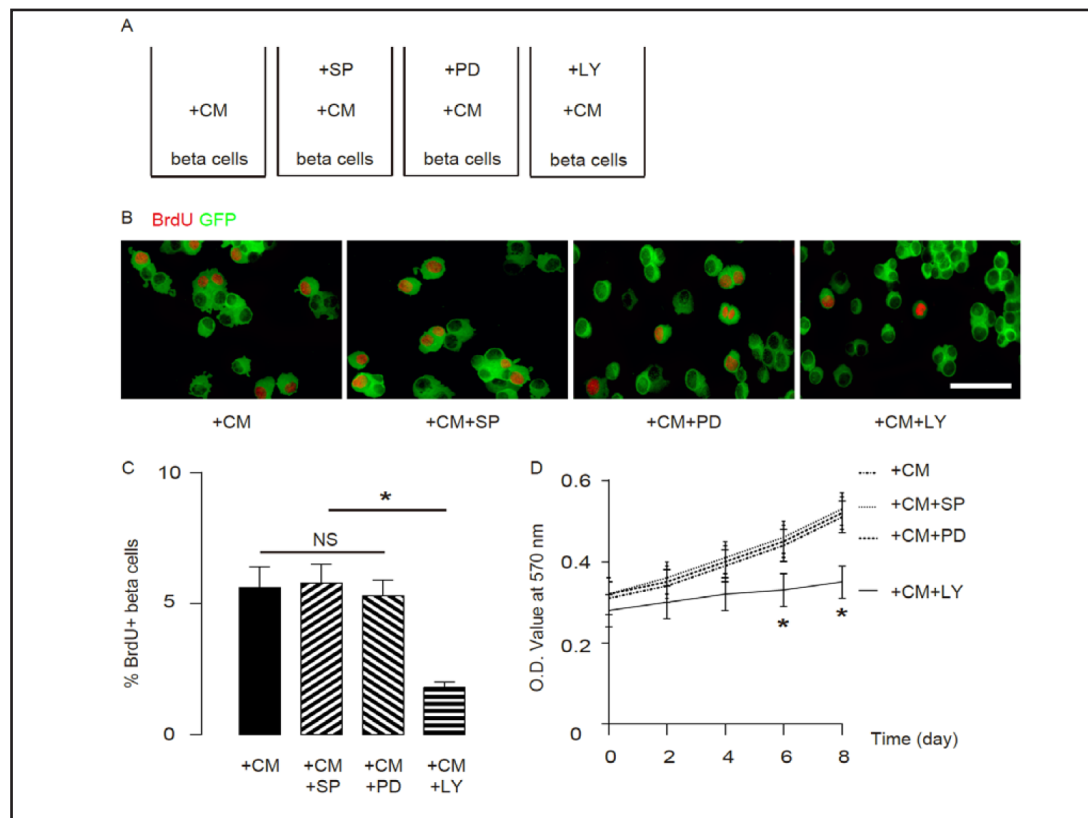 A
+SP
+PD
+LY
+CM
+CM
+CM
+CM
beta cells
beta cells
beta cells
beta cells
B BrdU GFP
+CM
+CM+SP
+CM+PD
+CM+LY
C
% BrdU+ beta cells
10
5
0
*
NS
+CM
+CM
+SP
+CM
+PD
+CM
+LY
D
O.D. Value at 570 nm
0.6
0.4
0.2
0
+CM
+CM+SP
+CM+PD
+CM+LY
*
*
0 2 4 6 8
Time (day)